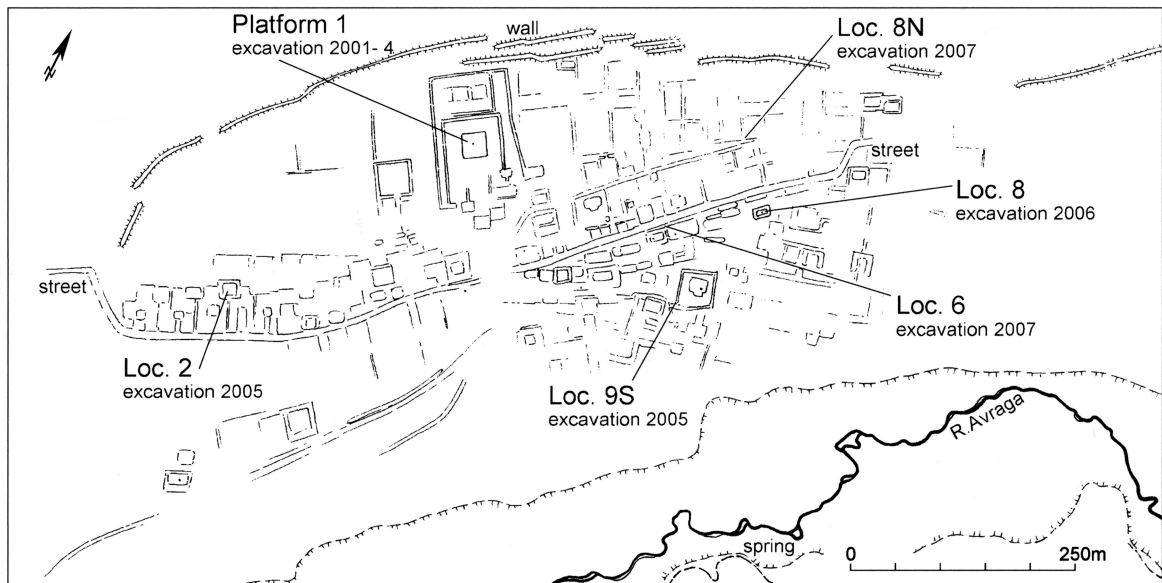 Platform 1
excavation 2001- 4
wall
Loc. 8N
excavation 2007
N
street
Loc. 8
excavation 2006
street
Loc. 6
excavation 2007
Loc. 2
excavation 2005
Loc. 9S
excavation 2005
R.Avraga
spring
0 250m